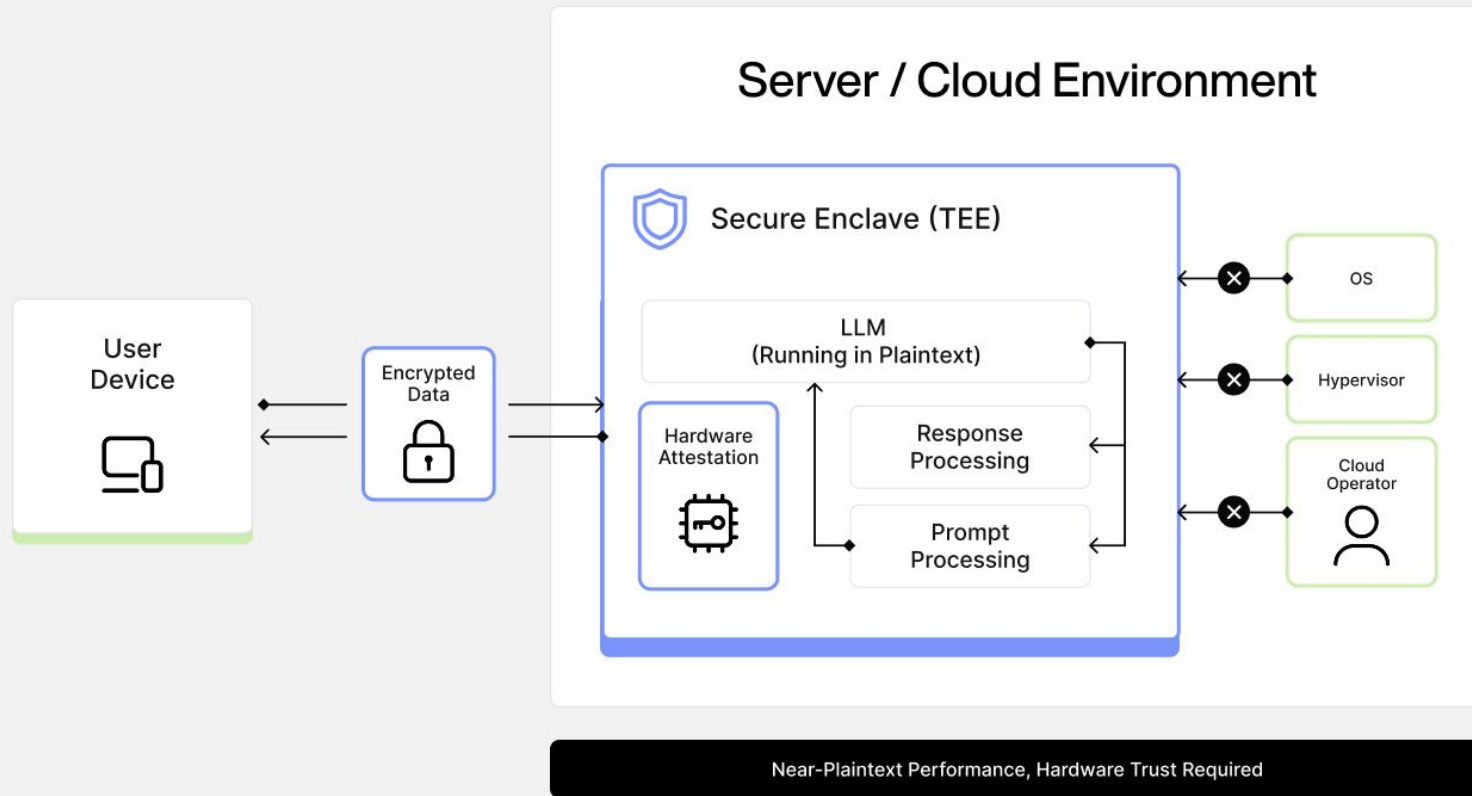 Server / Cloud Environment
Secure Enclave (TEE)
User
Device
Encrypted
Data
LLM
(Running in Plaintext)
Hardware
Attestation
Response
Processing
Prompt
Processing
OS
Hypervisor
Cloud
Operator
Near-Plaintext Performance, Hardware Trust Required